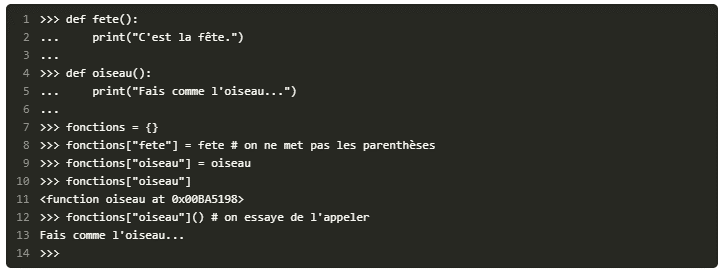 1 >>> def fete():
2 ...     print("C'est la fête.")
3 ...
4 >>> def oiseau():
5 ...     print("Fais comme l'oiseau...")
6 ...
7 >>> fonctions = {}
8 >>> fonctions["fete"] = fete # on ne met pas les parenthèses
9 >>> fonctions["oiseau"] = oiseau
10 >>> fonctions["oiseau"]
11 <function oiseau at 0x00BA5198>
12 >>> fonctions["oiseau"]() # on essaye de l'appeler
13 Fais comme l'oiseau...
14 >>>